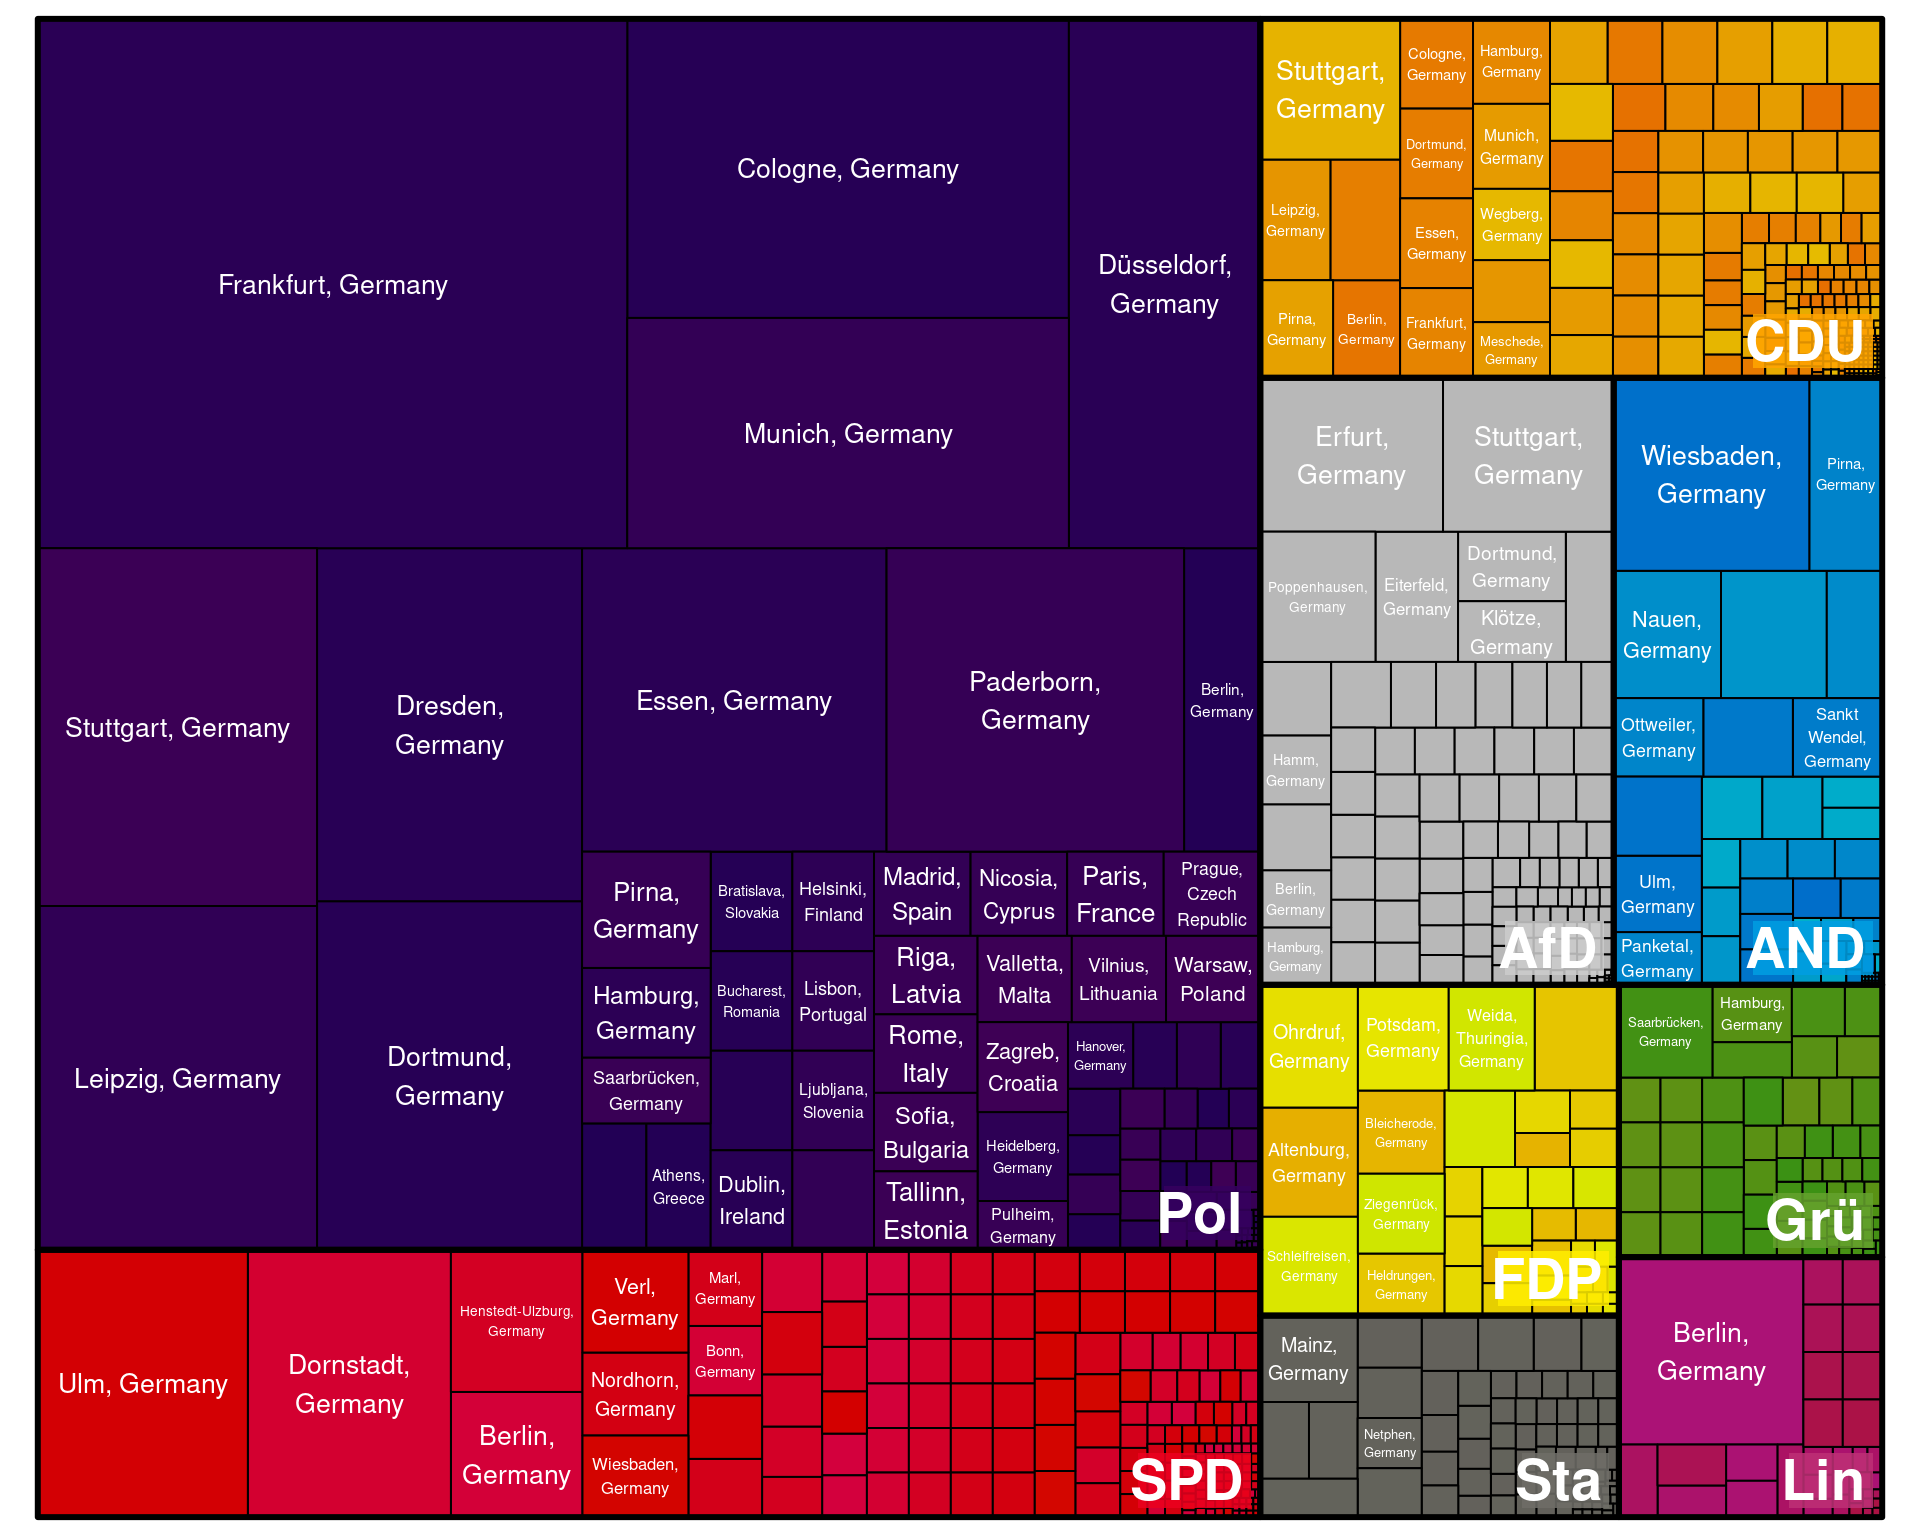 Frankfurt, Germany
Cologne, Germany
Munich, Germany
Düsseldorf,
Germany
Stuttgart, Germany
Leipzig, Germany
Dresden,
Germany
Dortmund,
Germany
Essen, Germany
Paderborn,
Germany
Berlin,
Germany
Pirna,
Germany
Hamburg,
Germany
Saarbrücken,
Germany
Athens,
Greece
Bratislava,
Slovakia
Bucharest,
Romania
Dublin,
Ireland
Helsinki,
Finland
Lisbon,
Portugal
Ljubljana,
Slovenia
Madrid,
Spain
Nicosia,
Cyprus
Paris,
France
Prague,
Czech
Republic
Riga,
Latvia
Rome,
Italy
Sofia,
Bulgaria
Tallinn,
Estonia
Valletta,
Malta
Vilnius,
Lithuania
Warsaw,
Poland
Zagreb,
Croatia
Heidelberg,
Germany
Pulheim,
Germany
Hanover,
Germany
Pol
Ulm, Germany
Dornstadt,
Germany
Henstedt-Ulzburg,
Germany
Berlin,
Germany
Verl,
Germany
Nordhorn,
Germany
Wiesbaden,
Germany
Marl,
Germany
Bonn,
Germany
SPD
Stuttgart,
Germany
Leipzig,
Germany
Pirna,
Germany
Berlin,
Germany
Cologne,
Germany
Dortmund,
Germany
Essen,
Germany
Frankfurt,
Germany
Hamburg,
Germany
Munich,
Germany
Wegberg,
Germany
Meschede,
Germany
CDU
Erfurt,
Germany
Stuttgart,
Germany
Poppenhausen,
Germany
Eiterfeld,
Germany
Dortmund,
Germany
Klötze,
Germany
Hamm,
Germany
Berlin,
Germany
Hamburg,
Germany
AfD
Wiesbaden,
Germany
Pirna,
Germany
Nauen,
Germany
Ottweiler,
Germany
Sankt
Wendel,
Germany
Ulm,
Germany
Panketal,
Germany
AND
Ohrdruf,
Germany
Altenburg,
Germany
Schleifreisen,
Germany
Potsdam,
Germany
Weida,
Thuringia,
Germany
Bleicherode,
Germany
Ziegenrück,
Germany
Heldrungen,
Germany
FDP
Saarbrücken,
Germany
Hamburg,
Germany
Grü
Mainz,
Germany
Netphen,
Germany
Sta
Berlin,
Germany
Lin